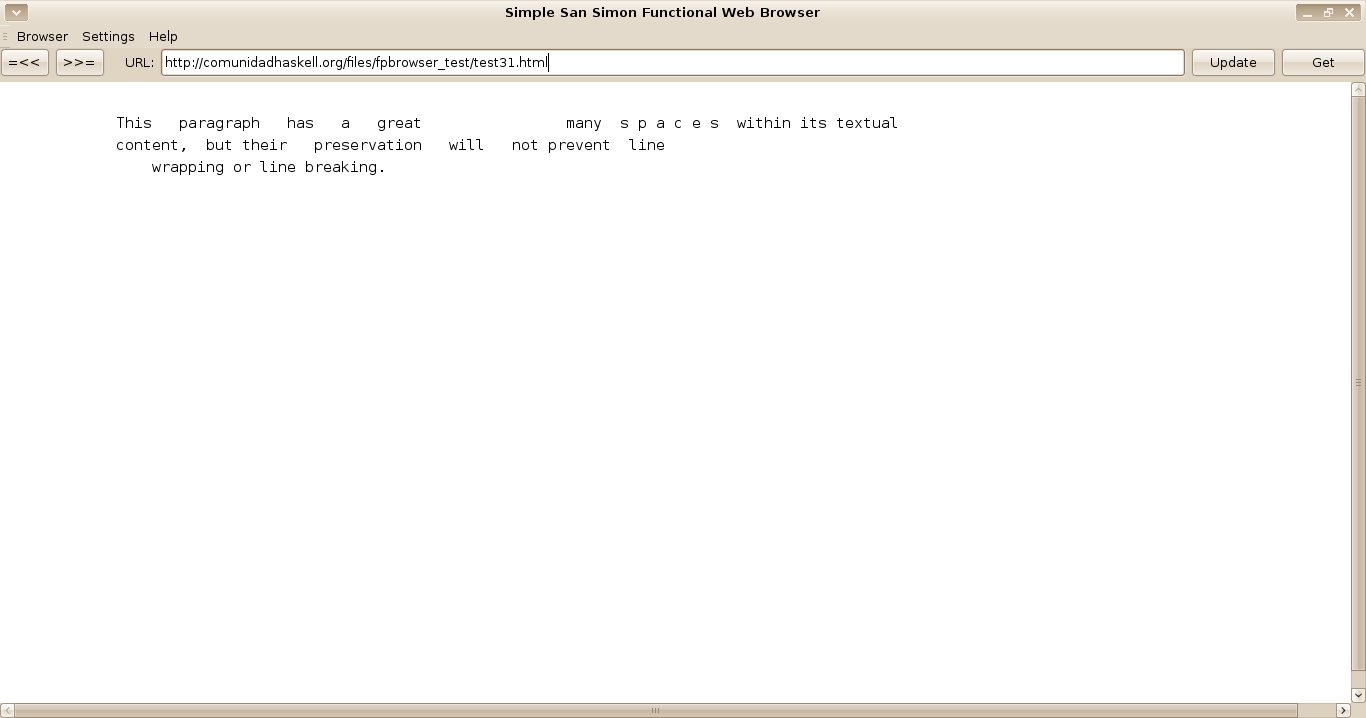 Simple San Simon Functional Web Browser
Browser Settings Help
=<< >>= URL: http://comunidadhaskell.org/files/fpbrowser_test/test31.html Update Get
This   paragraph   has   a   great                many  s p a c e s  within its textual
content,  but their   preservation   will   not prevent  line
    wrapping or line breaking.